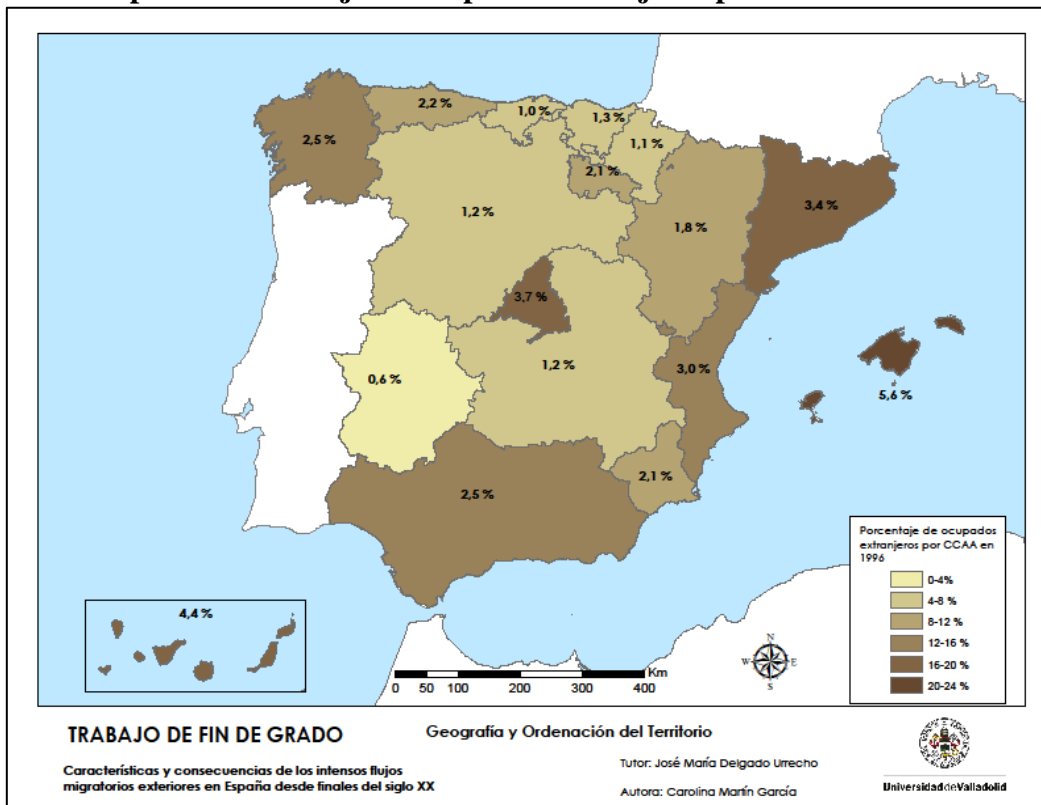 2,2 %
1,0 %
1,3 %
2,5 %
1,1 %
2,1 %
1,2 %
3,4 %
1,8 %
3,7 %
0,6 %
1,2 %
3,0 %
5,6 %
2,1 %
2,5 %
4,4 %
Porcentaje de ocupados
extranjeros por CCAA en
1996
0-4%
4-8 %
8-12 %
12-16 %
16-20 %
20-24 %
N
W E
S
Km
0 50 100 200 300 400
TRABAJO DE FIN DE GRADO
Características y consecuencias de los intensos flujos
migratorios exteriores en España desde finales del siglo XX
Geografía y Ordenación del Territorio
Tutor: José María Delgado Urrecho
Autora: Carolina Martín García
Universidad de Valladolid